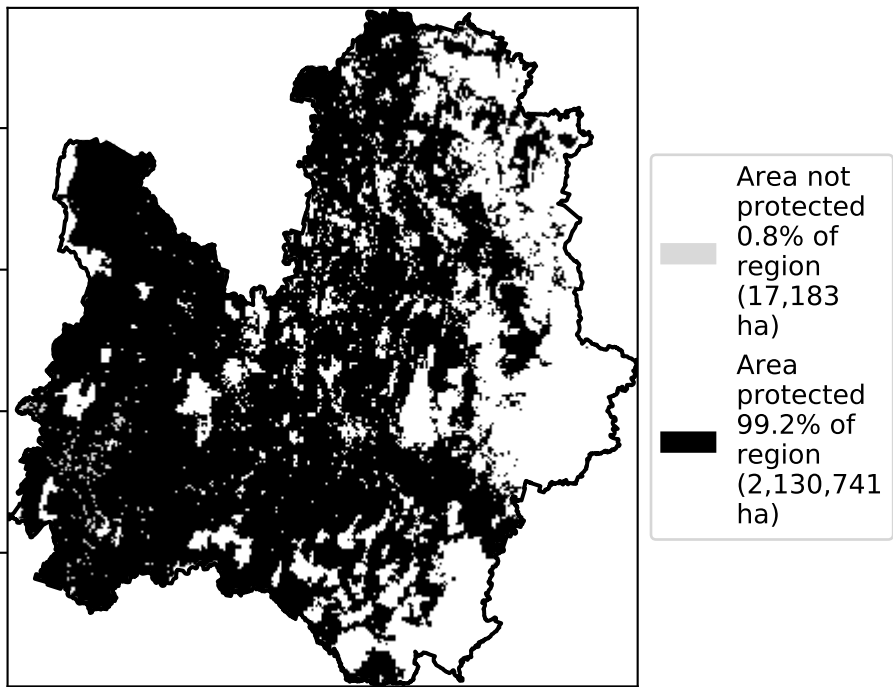 Area not
protected
0.8% of
region
(17,183
ha)
Area
protected
99.2% of
region
(2,130,741
ha)